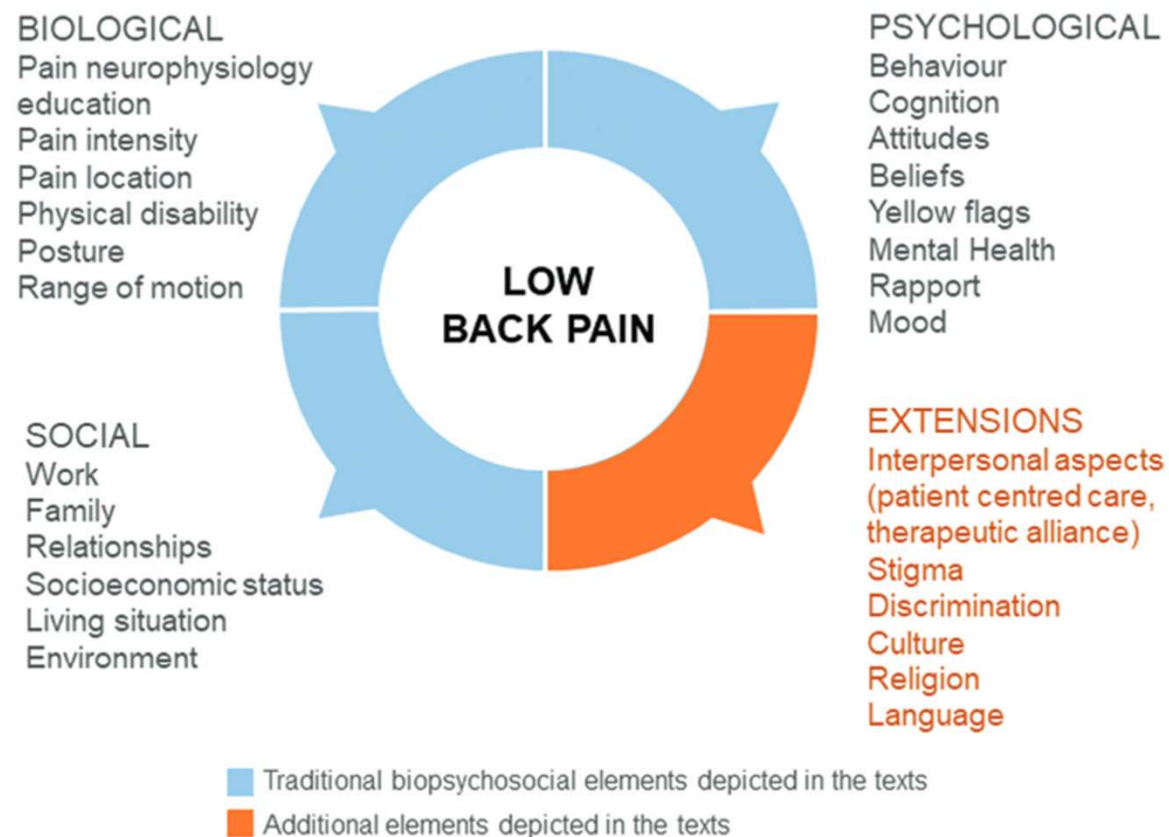 BIOLOGICAL
Pain neurophysiology
education
Pain intensity
Pain location
Physical disability
Posture
Range of motion
PSYCHOLOGICAL
Behaviour
Cognition
Attitudes
Beliefs
Yellow flags
Mental Health
Rapport
Mood
LOW
BACK PAIN
SOCIAL
Work
Family
Relationships
Socioeconomic status
Living situation
Environment
EXTENSIONS
Interpersonal aspects
(patient centred care,
therapeutic alliance)
Stigma
Discrimination
Culture
Religion
Language
Traditional biopsychosocial elements depicted in the texts
Additional elements depicted in the texts